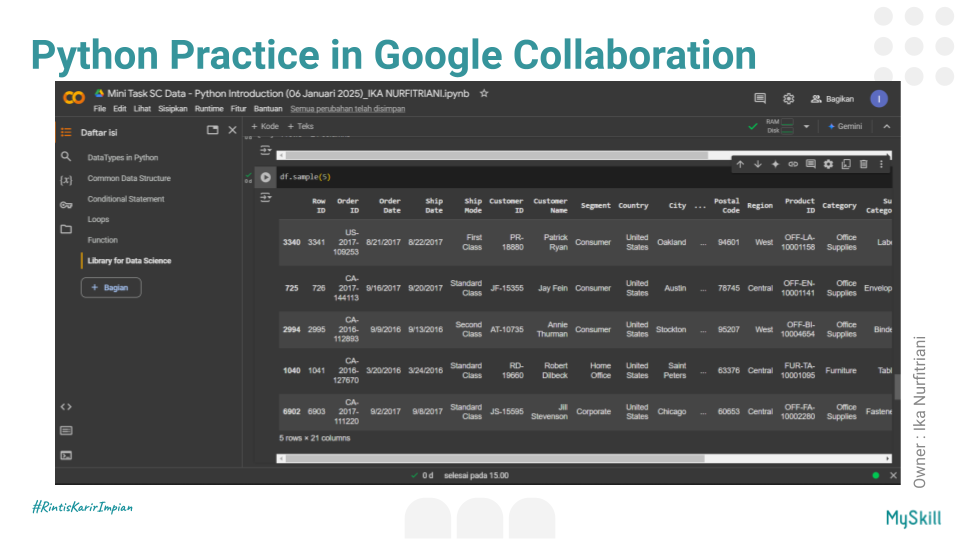 Python Practice in Google Collaboration
Mini Task SC Data - Python Introduction (06 Januari 2025)_IKA NURFITRIANI.ipynb
File Edit Lihat Sisipkan Runtime Fitur Bantuan Semua perubahan telah disimpan
Bagikan
I
Daftar isi
+ Kode + Teks
RAM
Disk
Gemini
DataTypes in Python
Common Data Structure
Conditional Statement
Loops
Function
Library for Data Science
+ Bagian
df.sample(5)
Row ID Order ID Order Date Ship Date Ship Mode Customer ID Customer Name Segment Country City ... Postal Code Region Product ID Category Su Catego
3340 3341 US-2017-109253 8/21/2017 8/22/2017 First Class PR-18880 Patrick Ryan Consumer United States Oakland ... 94601 West OFF-LA-10001158 Office Supplies Labe
725 726 CA-2017-144113 9/16/2017 9/20/2017 Standard Class JF-15355 Jay Fein Consumer United States Austin ... 78745 Central OFF-EN-10001141 Office Supplies Envelop
2994 2995 CA-2016-112893 9/9/2016 9/13/2016 Second Class AT-10735 Annie Thurman Consumer United States Stockton ... 95207 West OFF-BI-10004654 Office Supplies Binde
1040 1041 CA-2016-127670 3/20/2016 3/24/2016 Standard Class RD-19660 Robert Dilbeck Home Office United States Saint Peters ... 63376 Central FUR-TA-10001095 Furniture Tabl
6902 6903 CA-2017-111220 9/2/2017 9/8/2017 Standard Class JS-15595 Jill Stevenson Corporate United States Chicago ... 60653 Central OFF-FA-10002280 Office Supplies Fastene
5 rows × 21 columns
0 d selesai pada 15.00
Owner : Ika Nurfitriani
#RintisKarirImpian
MySkill